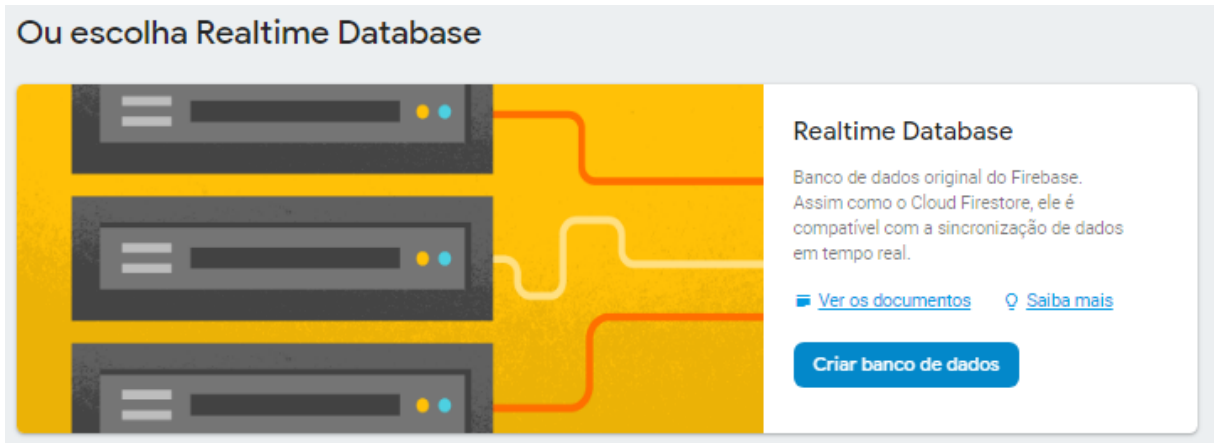 Ou escolha Realtime Database
Realtime Database
Banco de dados original do Firebase.
Assim como o Cloud Firestore, ele é
compatível com a sincronização de dados
em tempo real.
Ver os documentos Saiba mais
Criar banco de dados